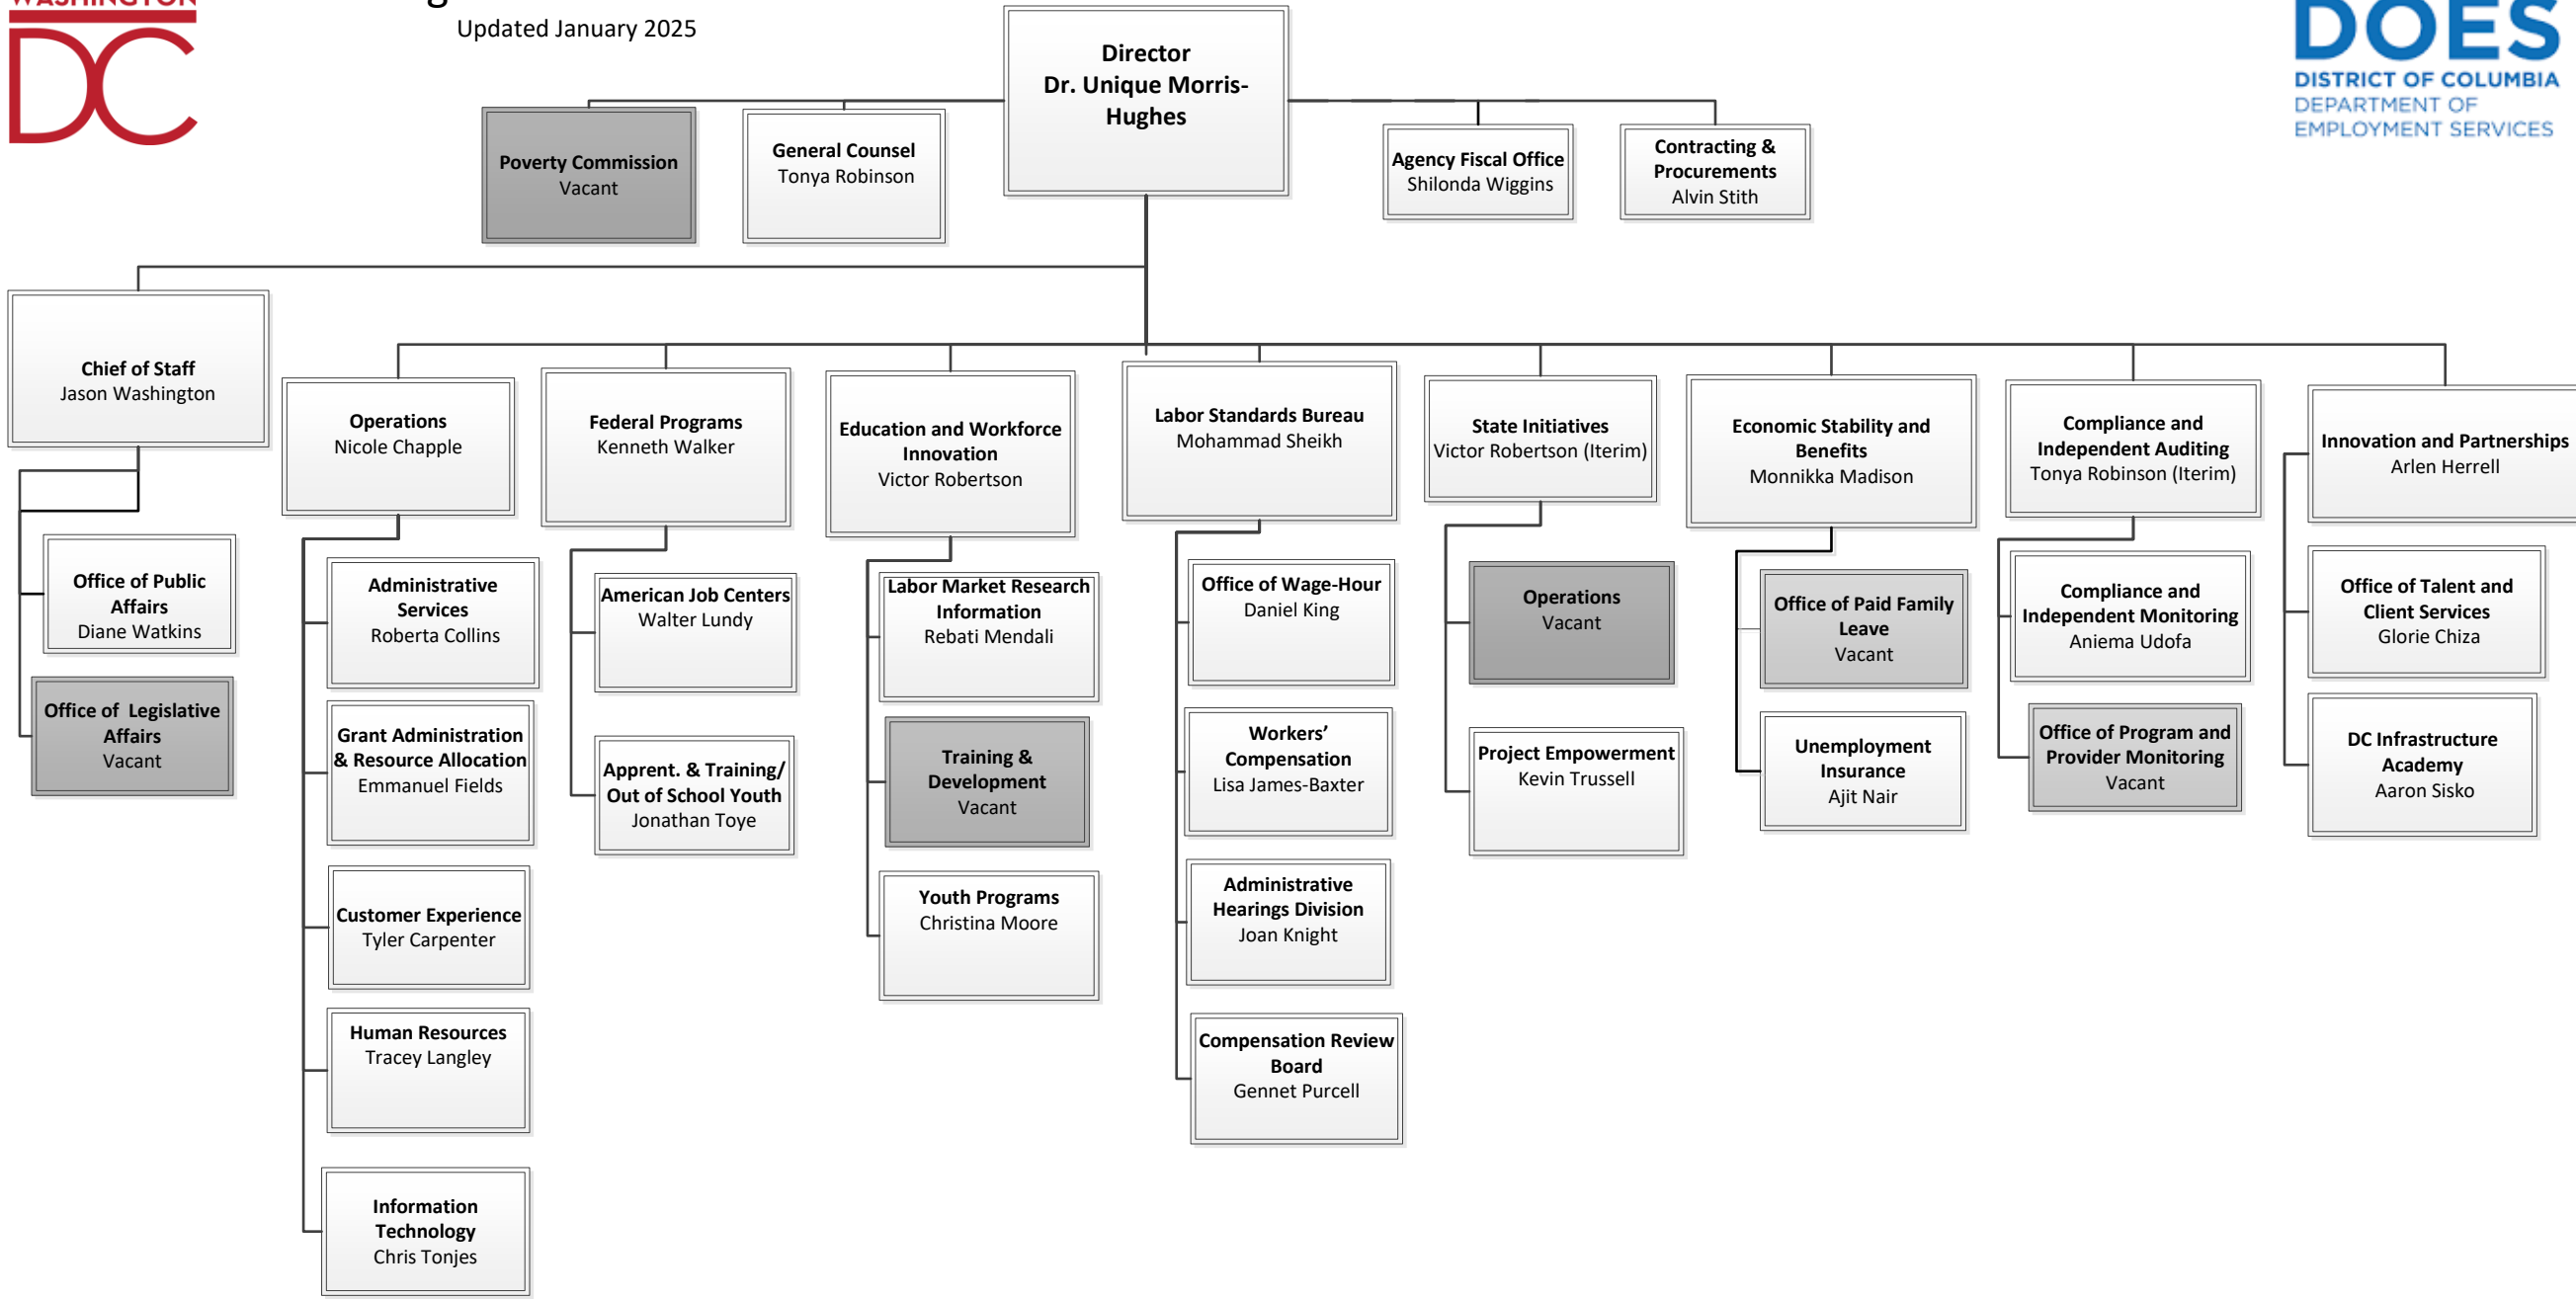 WASHINGTON
DC
Updated January 2025
DOES
DISTRICT OF COLUMBIA
DEPARTMENT OF
EMPLOYMENT SERVICES
Director
Dr. Unique Morris-
Hughes
Poverty Commission
Vacant
General Counsel
Tonya Robinson
Agency Fiscal Office
Shilonda Wiggins
Contracting &
Procurements
Alvin Stith
Chief of Staff
Jason Washington
Office of Public
Affairs
Diane Watkins
Office of  Legislative
Affairs
Vacant
Operations
Nicole Chapple
Administrative
Services
Roberta Collins
Grant Administration
& Resource Allocation
Emmanuel Fields
Customer Experience
Tyler Carpenter
Human Resources
Tracey Langley
Information
Technology
Chris Tonjes
Federal Programs
Kenneth Walker
American Job Centers
Walter Lundy
Apprent. & Training/
Out of School Youth
Jonathan Toye
Education and Workforce
Innovation
Victor Robertson
Labor Market Research
Information
Rebati Mendali
Training &
Development
Vacant
Youth Programs
Christina Moore
Labor Standards Bureau
Mohammad Sheikh
Office of Wage-Hour
Daniel King
Workers’
Compensation
Lisa James-Baxter
Administrative
Hearings Division
Joan Knight
Compensation Review
Board
Gennet Purcell
State Initiatives
Victor Robertson (Iterim)
Operations
Vacant
Project Empowerment
Kevin Trussell
Economic Stability and
Benefits
Monnikka Madison
Office of Paid Family
Leave
Vacant
Unemployment
Insurance
Ajit Nair
Compliance and
Independent Auditing
Tonya Robinson (Iterim)
Compliance and
Independent Monitoring
Aniema Udofa
Office of Program and
Provider Monitoring
Vacant
Innovation and Partnerships
Arlen Herrell
Office of Talent and
Client Services
Glorie Chiza
DC Infrastructure
Academy
Aaron Sisko